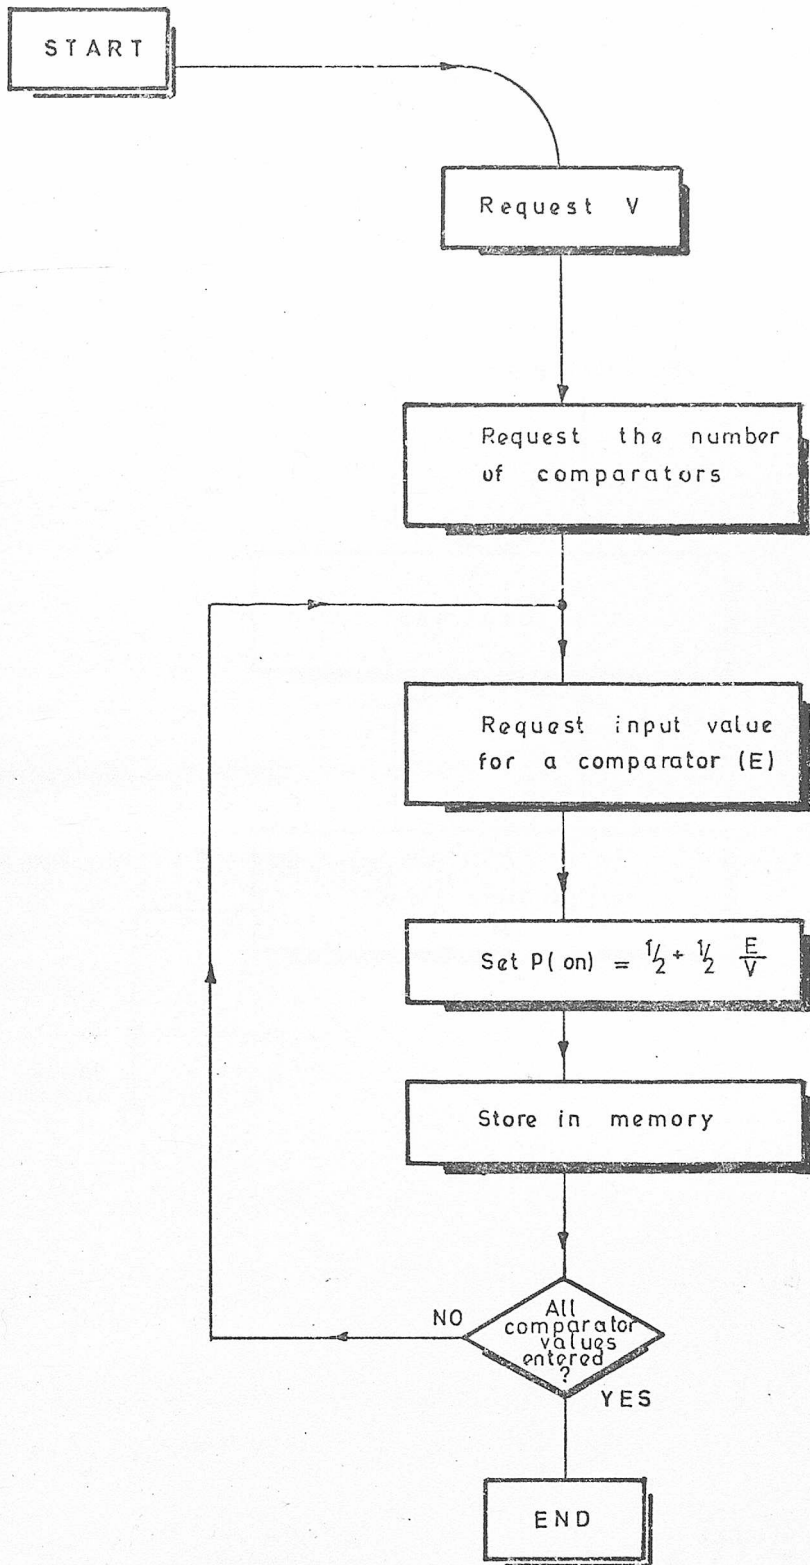 START
Request V
Request the number
of comparators
Request input value
for a comparator (E)
Set P(on) = 1/2 + 1/2 E/V
Store in memory
NO
All
comparator
values
entered
?
YES
END